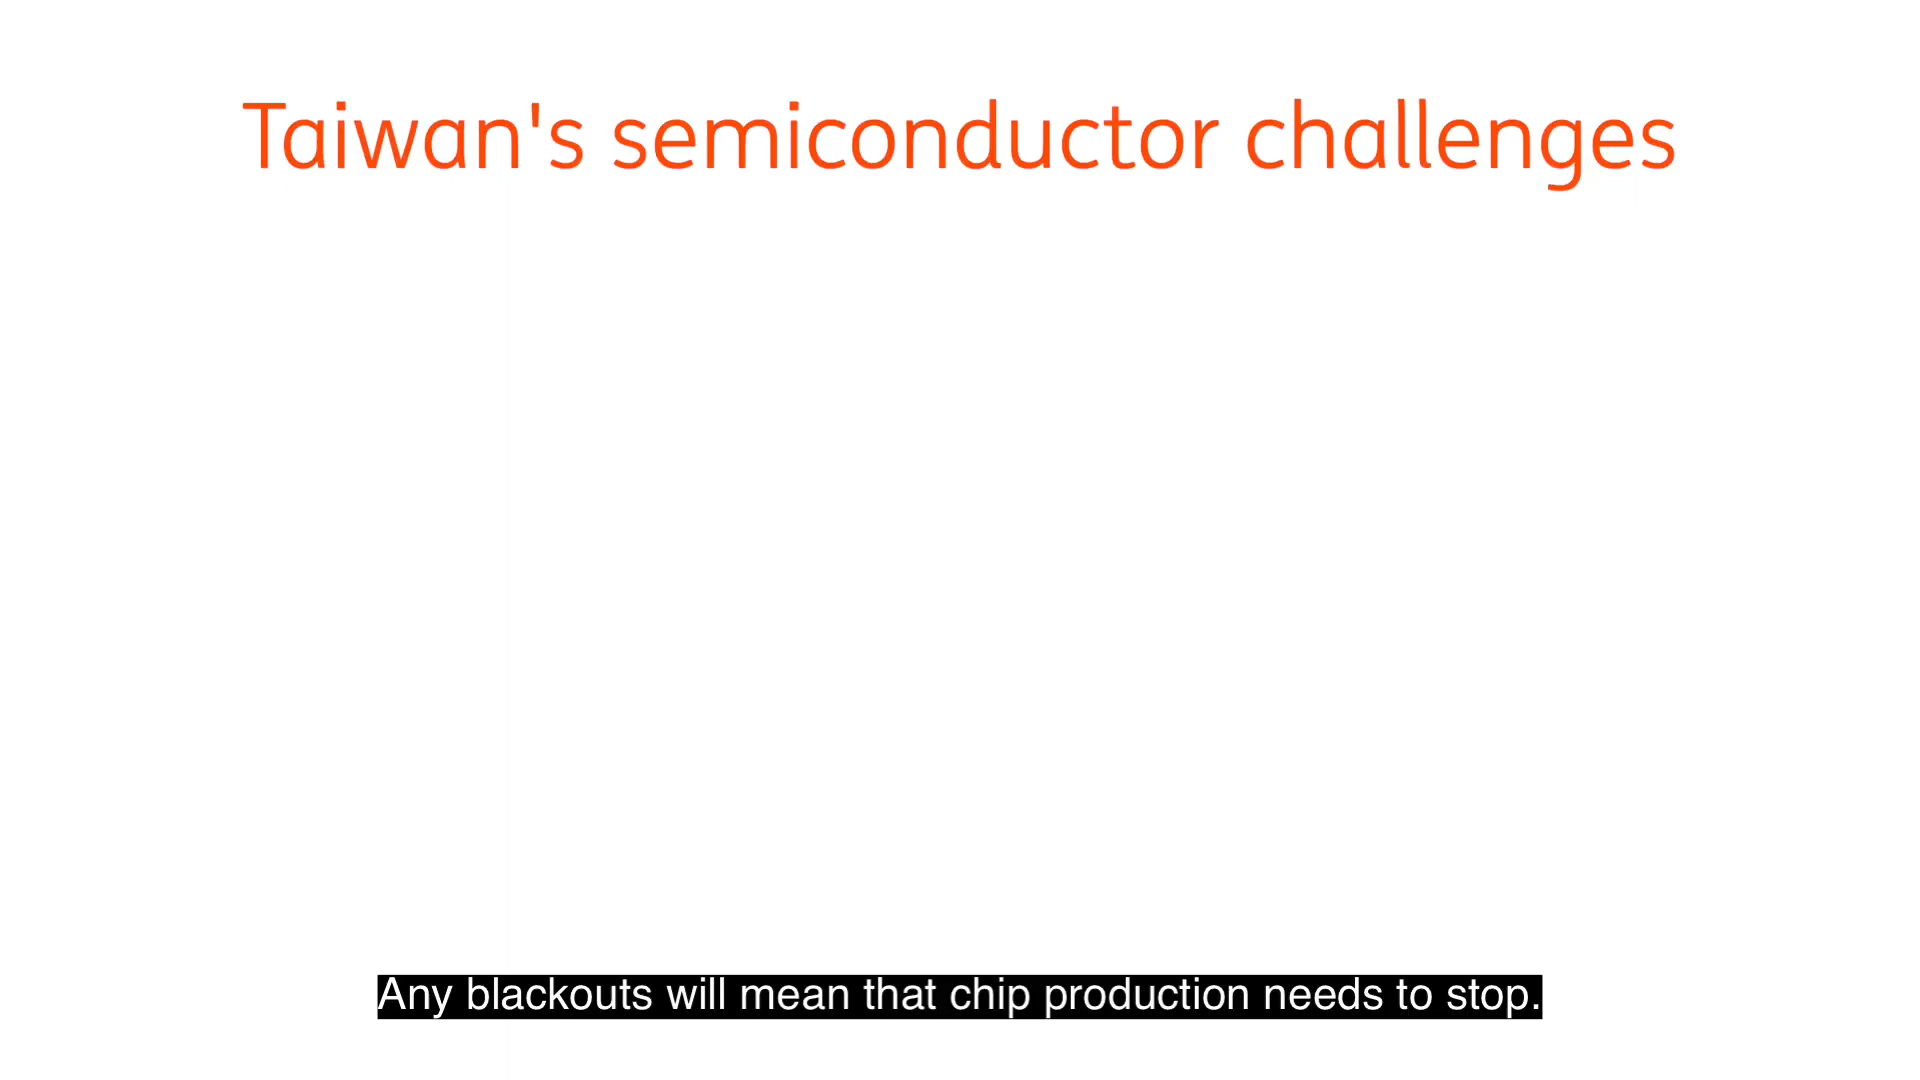 Taiwan's semiconductor challenges
Any blackouts will mean that chip production needs to stop.